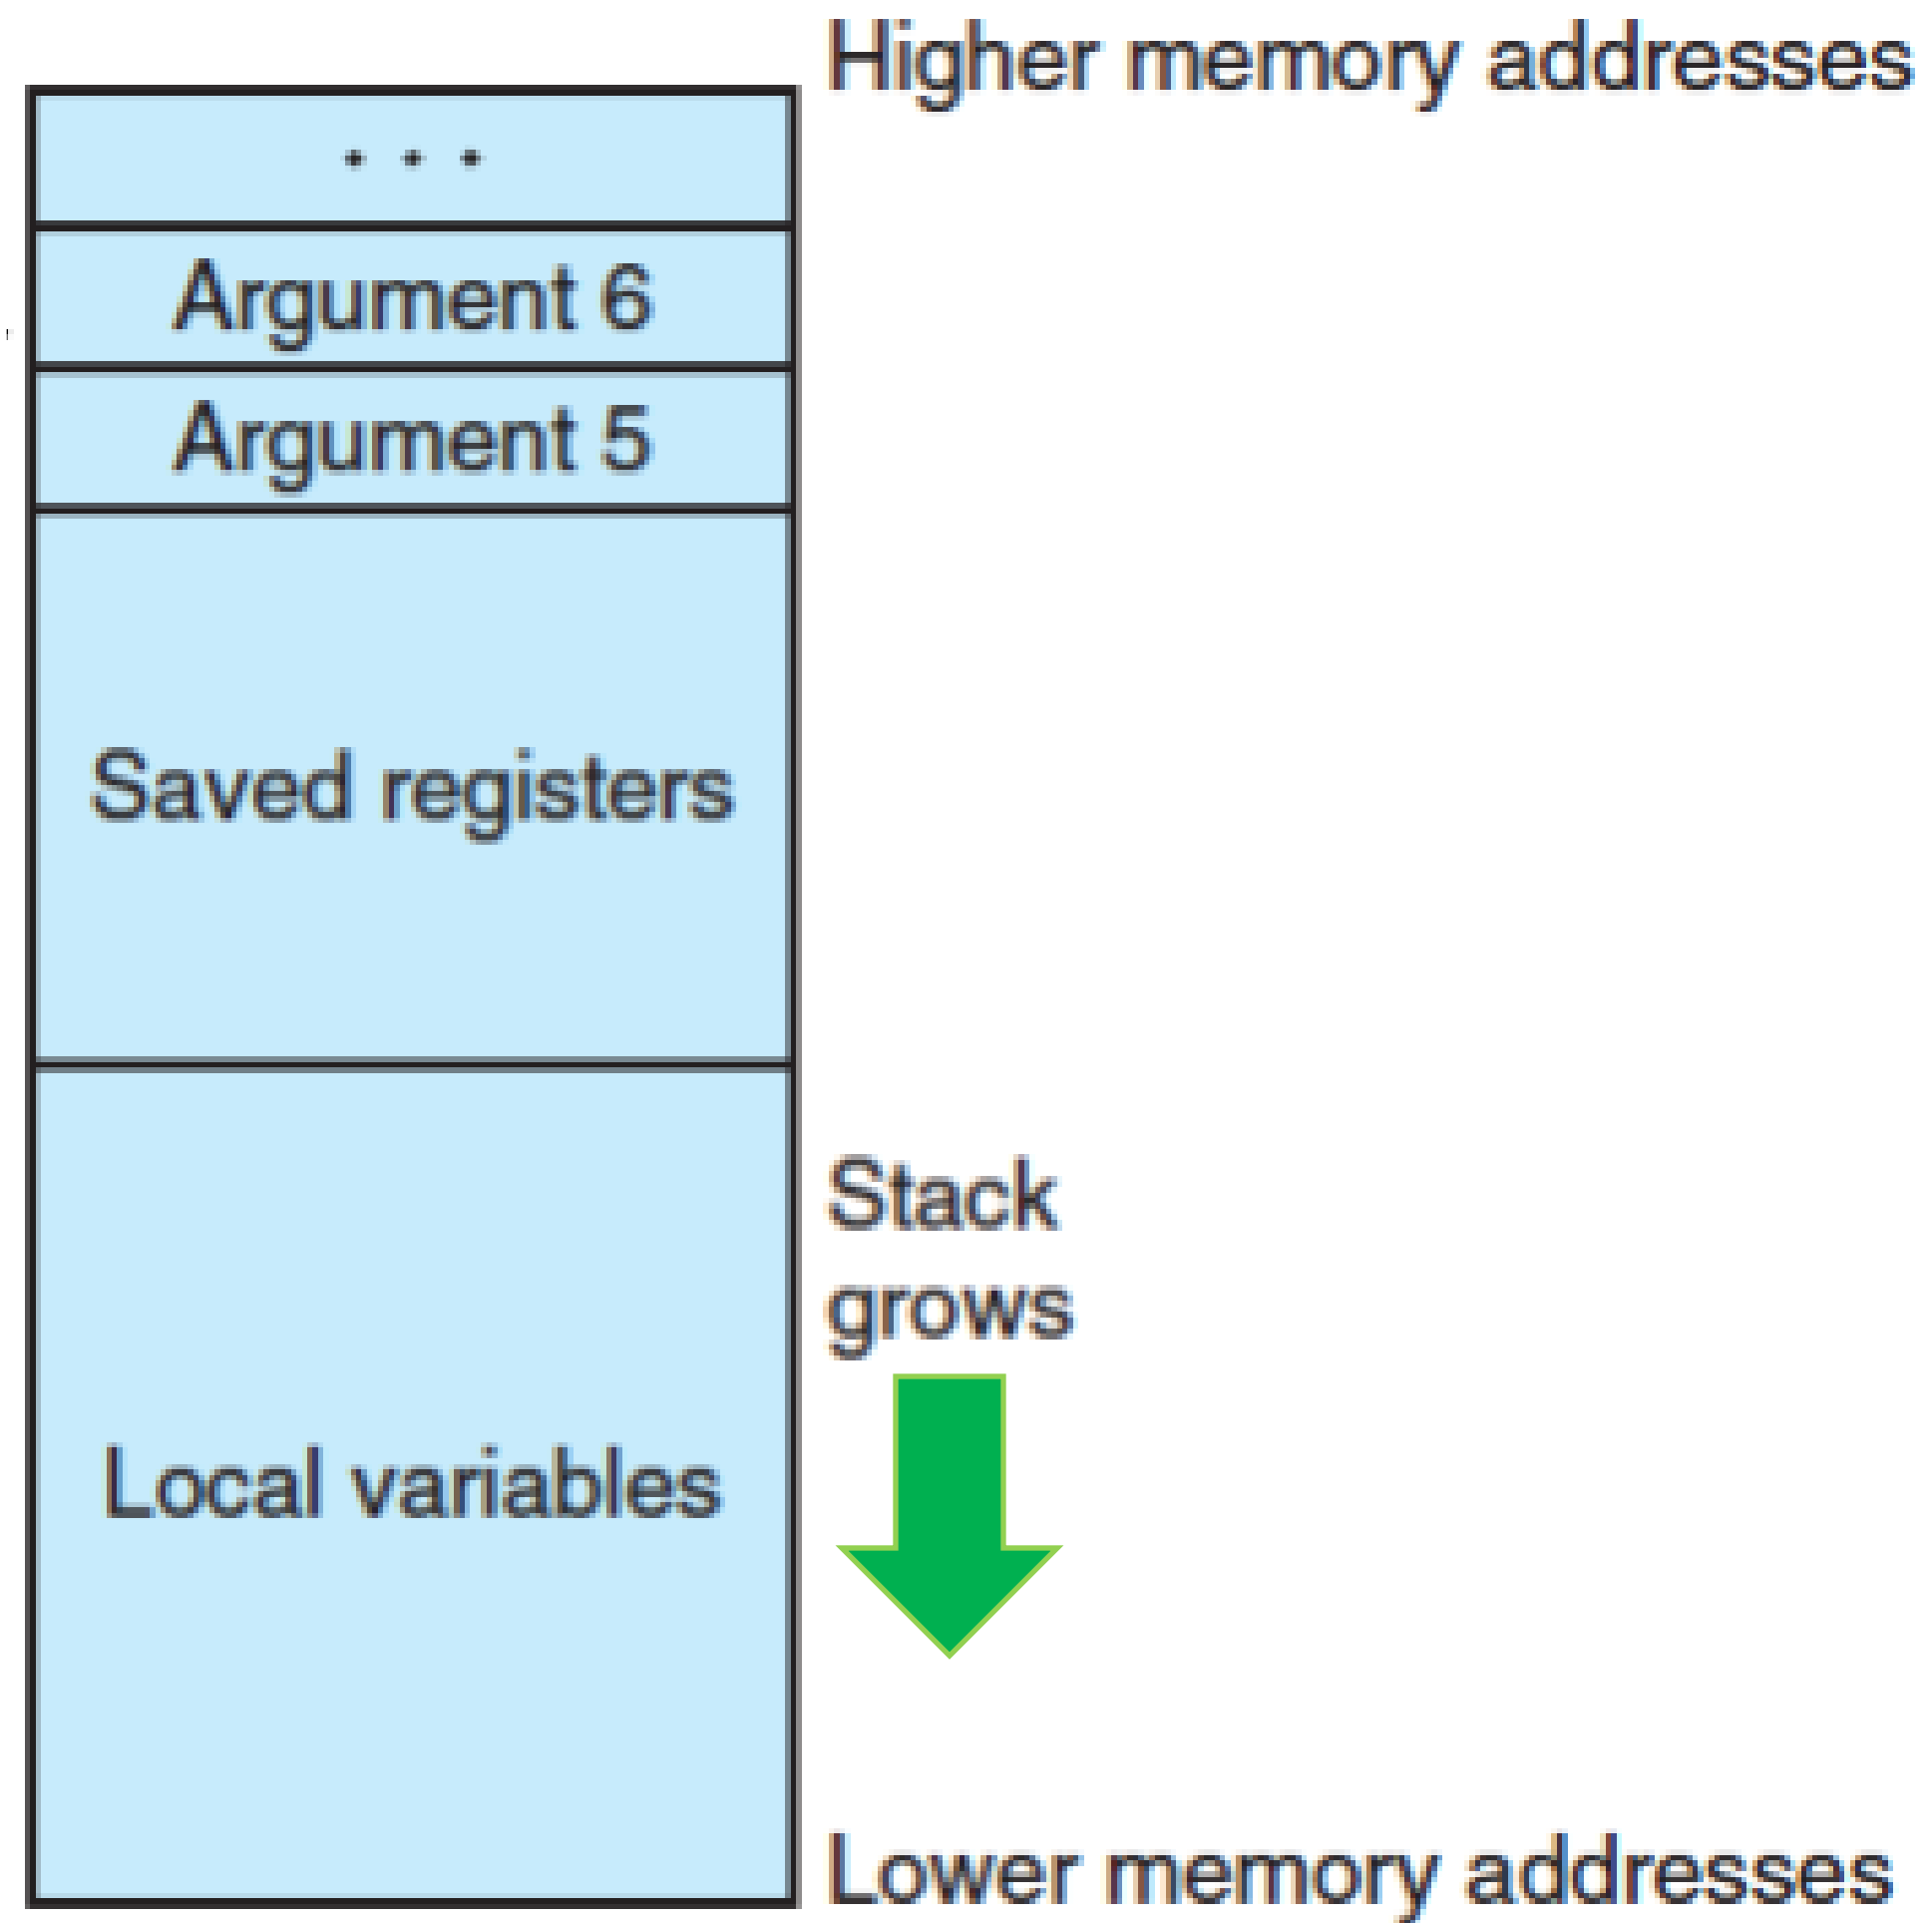 Higher memory addresses
. . .
Argument 6
Argument 5
Saved registers
Stack
grows
Local variables
Lower memory addresses